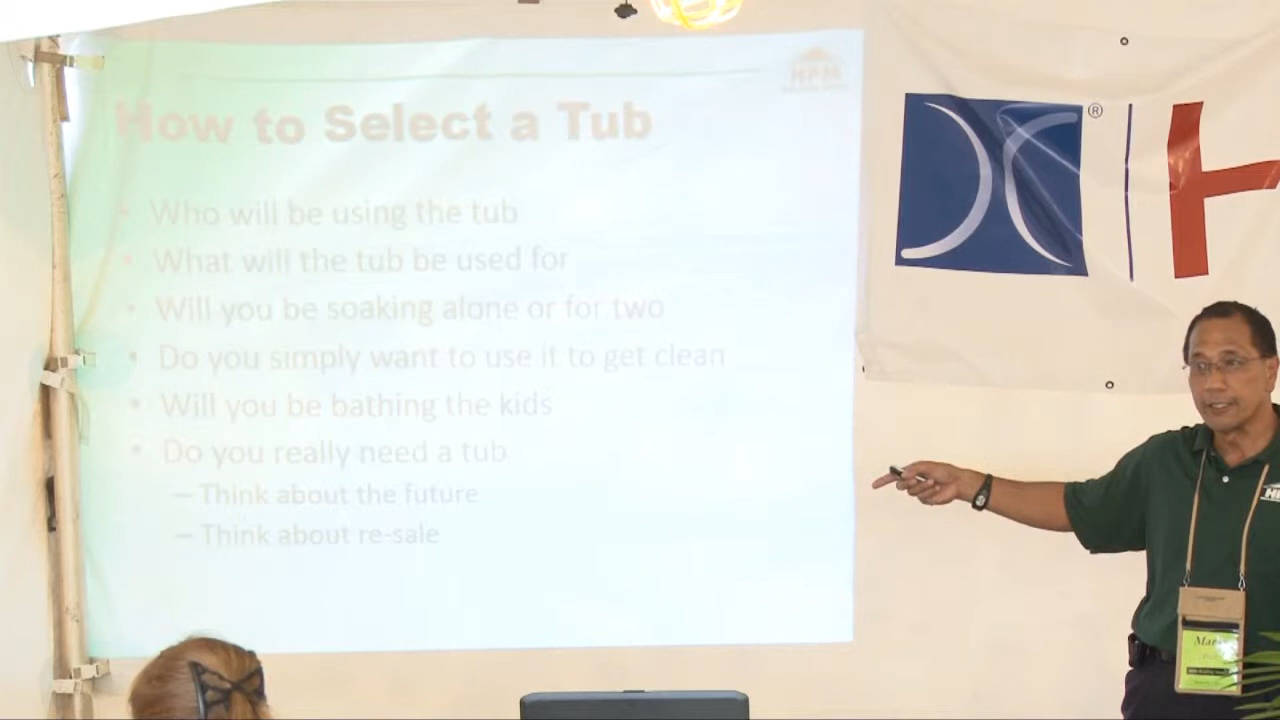 HPM
How to Select a Tub
• Who will be using the tub
• What will the tub be used for
• Will you be soaking alone or for two
• Do you simply want to use it to get clean
• Will you be bathing the kids
• Do you really need a tub
– Think about the future
– Think about re-sale
®
H